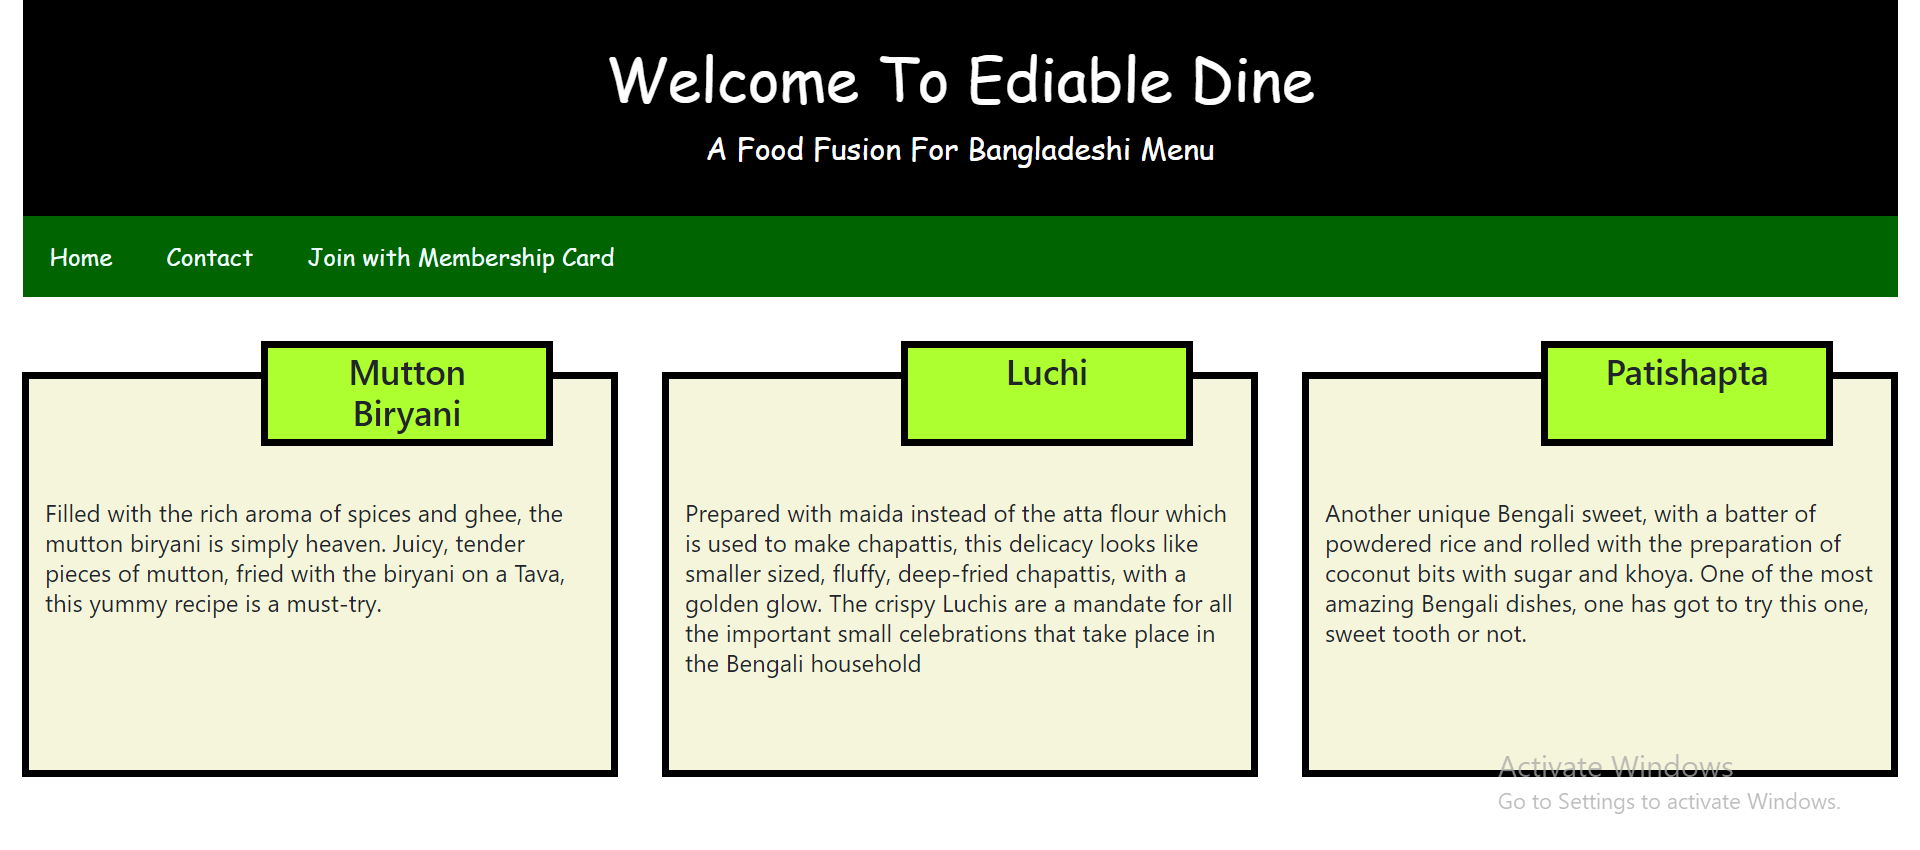 Welcome To Ediable Dine
A Food Fusion For Bangladeshi Menu
Home Contact Join with Membership Card
Mutton
Biryani
Filled with the rich aroma of spices and ghee, the
mutton biryani is simply heaven. Juicy, tender
pieces of mutton, fried with the biryani on a Tava,
this yummy recipe is a must-try.
Luchi
Prepared with maida instead of the atta flour which
is used to make chapattis, this delicacy looks like
smaller sized, fluffy, deep-fried chapattis, with a
golden glow. The crispy Luchis are a mandate for all
the important small celebrations that take place in
the Bengali household
Patishapta
Another unique Bengali sweet, with a batter of
powdered rice and rolled with the preparation of
coconut bits with sugar and khoya. One of the most
amazing Bengali dishes, one has got to try this one,
sweet tooth or not.
Activate Windows
Go to Settings to activate Windows.